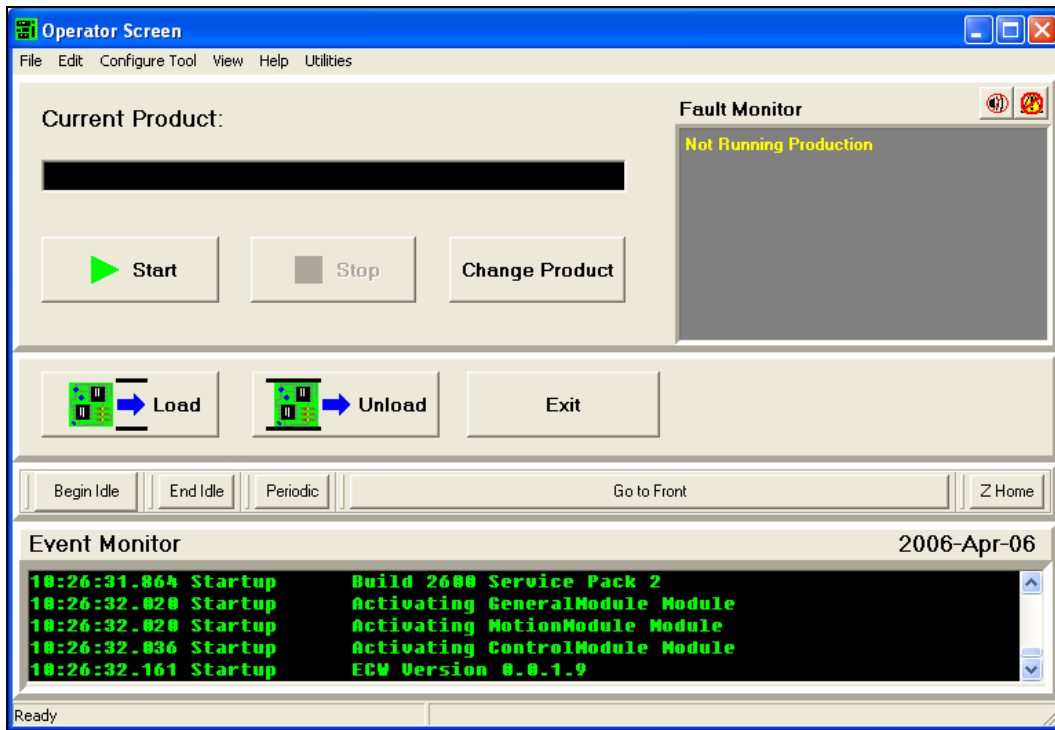 Operator Screen
File Edit Configure Tool View Help Utilities
Current Product:
Fault Monitor
Not Running Production
Start Stop Change Product
Load Unload Exit
Begin Idle End Idle Periodic Go to Front Z Home
Event Monitor 2006-Apr-06
10:26:31.864 Startup Build 2600 Service Pack 2
10:26:32.020 Startup Activating GeneralModule Module
10:26:32.020 Startup Activating MotionModule Module
10:26:32.036 Startup Activating ControlModule Module
10:26:32.161 Startup ECW Version 0.0.1.9
Ready